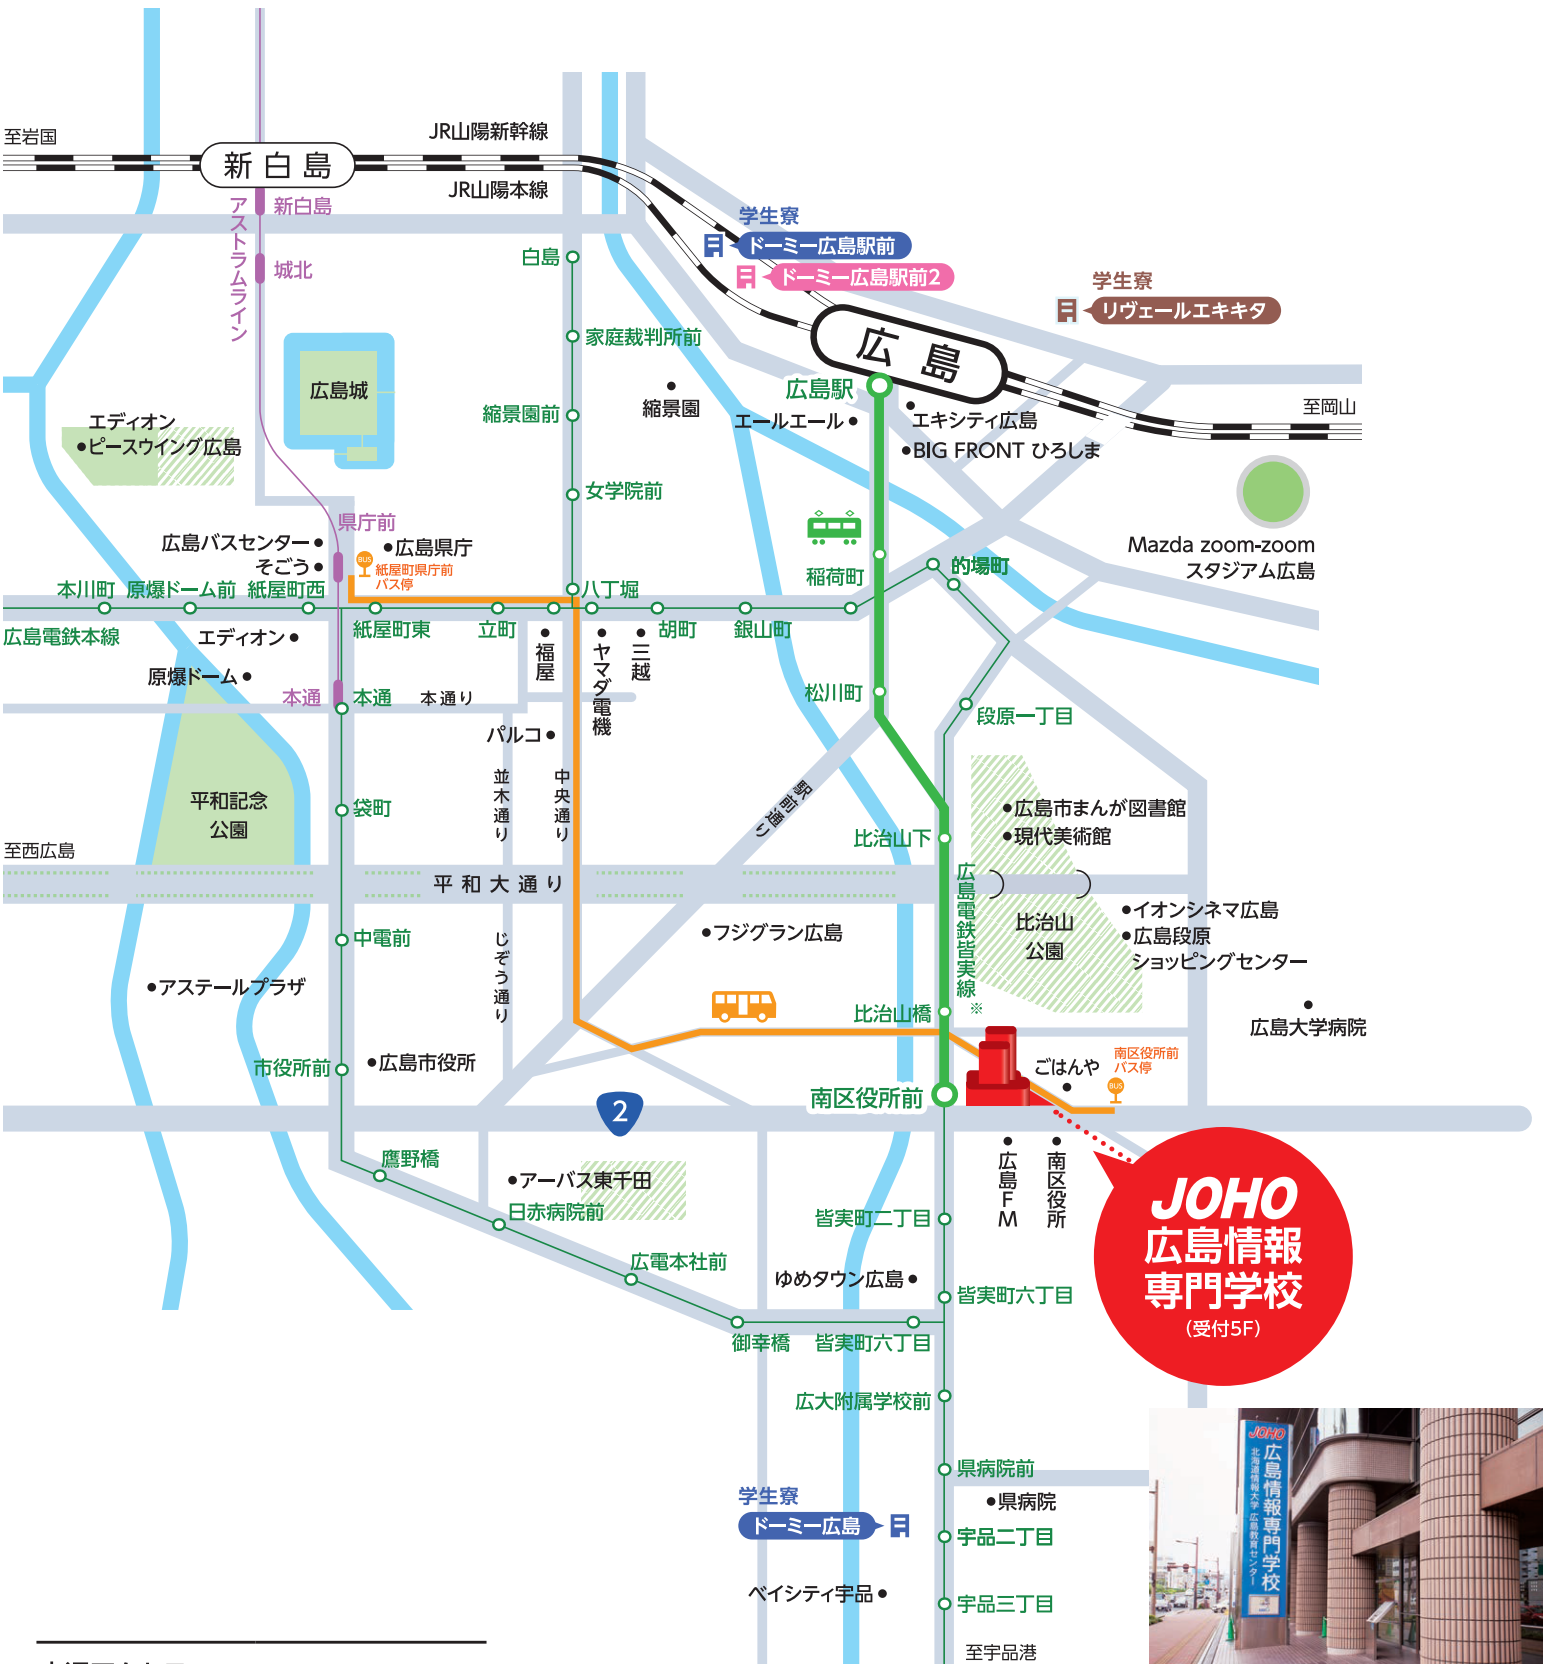 至岩国
JR山陽新幹線
新白島
JR山陽本線
アストラムライン
新白島
城北
学生寮
ドーミー広島駅前
ドーミー広島駅前2
学生寮
リヴェールエキキタ
白島
家庭裁判所前
縮景園
縮景園前
女学院前
広島
広島駅
エールエール
エキシティ広島
BIG FRONT ひろしま
至岡山
広島城
エディオン
ピースウイング広島
県庁前
広島バスセンター
そごう
広島県庁
BUS
紙屋町県庁前
バス停
Mazda zoom-zoom
スタジアム広島
本川町
原爆ドーム前
紙屋町西
八丁堀
稲荷町
的場町
広島電鉄本線
紙屋町東
立町
胡町
銀山町
エディオン
原爆ドーム
福屋
ヤマダ電機
三越
本通
本通
本通り
松川町
段原一丁目
パルコ
並木通り
中央通り
駅前通り
平和記念
公園
袋町
比治山下
広島市まんが図書館
現代美術館
至西広島
平和大通り
広島電鉄皆実線
※
比治山
公園
イオンシネマ広島
広島段原
ショッピングセンター
中電前
じぞう通り
フジグラン広島
アステールプラザ
比治山橋
広島大学病院
市役所前
広島市役所
ごはんや
南区役所前
バス停
BUS
南区役所前
2
鷹野橋
アーバス東千田
日赤病院前
広島FM
南区役所
JOHO
広島情報
専門学校
(受付5F)
皆実町二丁目
広電本社前
ゆめタウン広島
皆実町六丁目
御幸橋
皆実町六丁目
広大附属学校前
県病院前
県病院
学生寮
ドーミー広島
宇品二丁目
ベイシティ宇品
宇品三丁目
至宇品港
JOHO
広島情報専門学校
北海道情報大学 広島教育センター